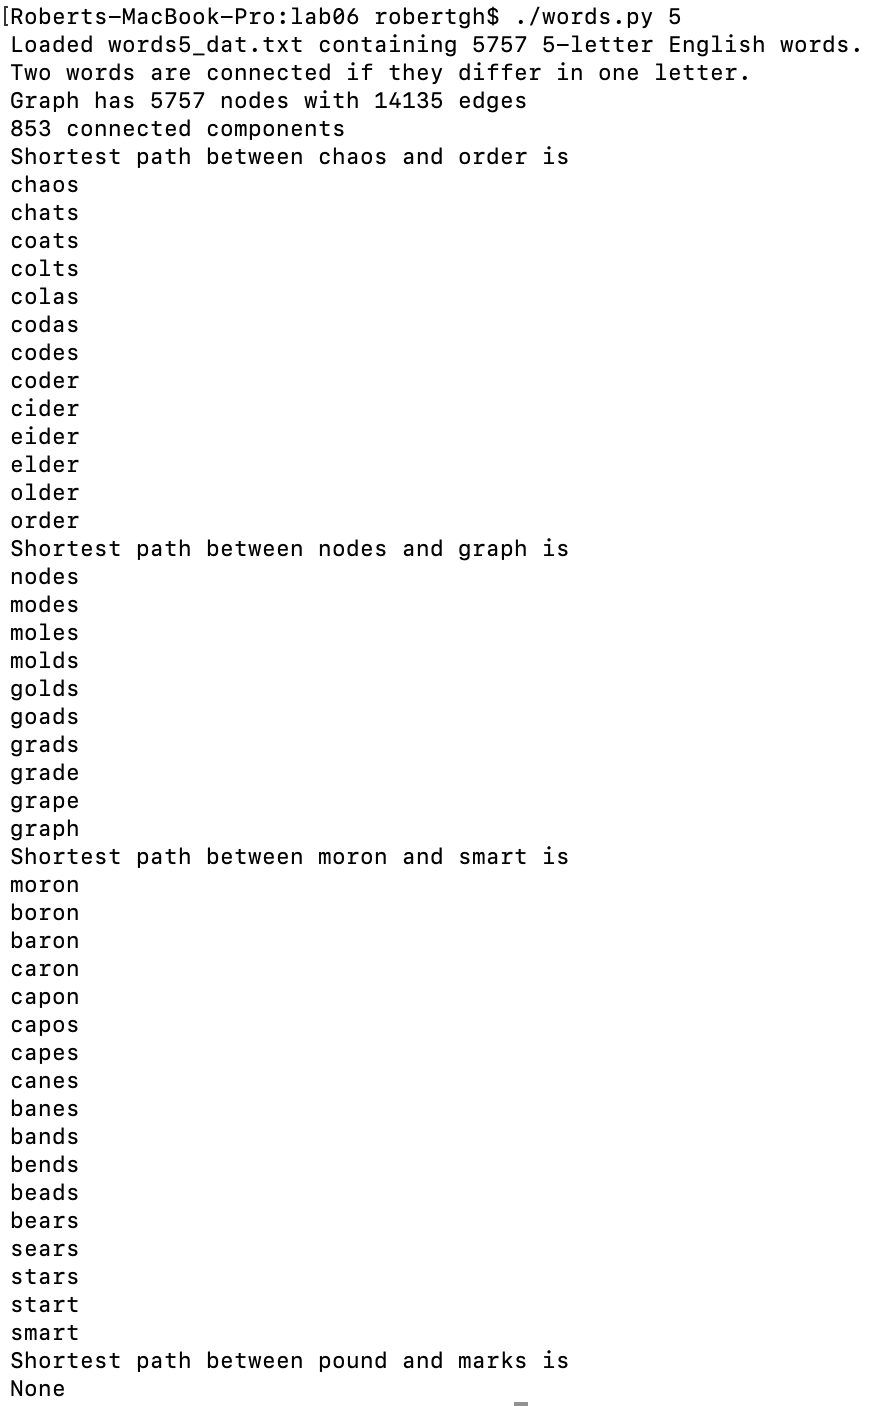 [Roberts-MacBook-Pro:lab06 robertgh$ ./words.py 5
Loaded words5_dat.txt containing 5757 5-letter English words.
Two words are connected if they differ in one letter.
Graph has 5757 nodes with 14135 edges
853 connected components
Shortest path between chaos and order is
chaos
chats
coats
colts
colas
codas
codes
coder
cider
eider
elder
older
order
Shortest path between nodes and graph is
nodes
modes
moles
molds
golds
goads
grads
grade
grape
graph
Shortest path between moron and smart is
moron
boron
baron
caron
capon
capos
capes
canes
banes
bands
bends
beads
bears
sears
stars
start
smart
Shortest path between pound and marks is
None